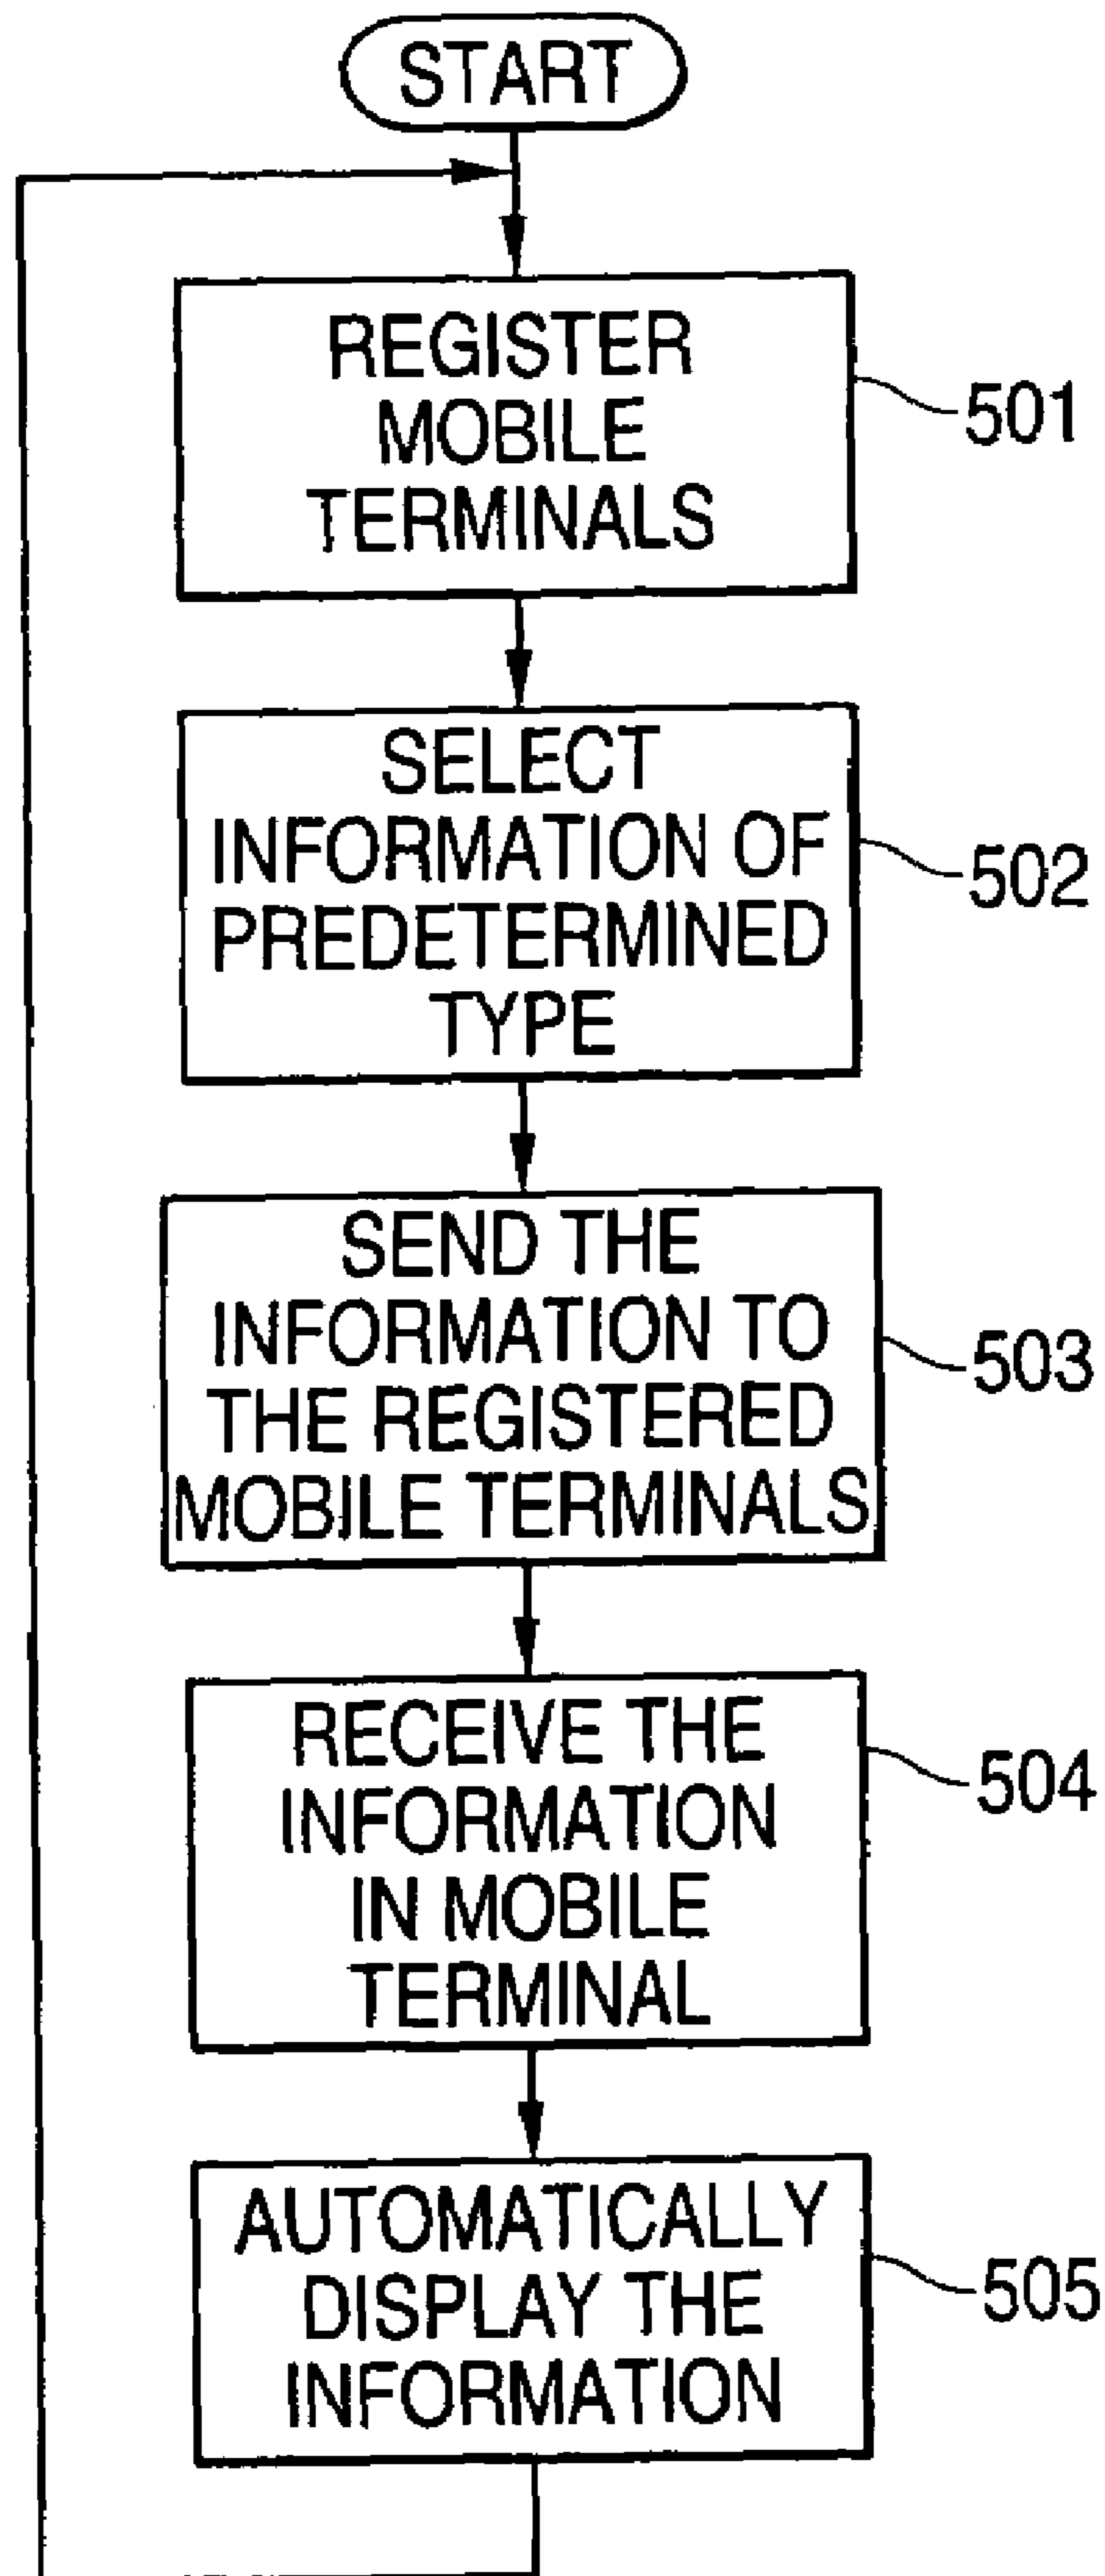 START
REGISTER
MOBILE
TERMINALS
501
SELECT
INFORMATION OF
PREDETERMINED
TYPE
502
SEND THE
INFORMATION TO
THE REGISTERED
MOBILE TERMINALS
503
RECEIVE THE
INFORMATION
IN MOBILE
TERMINAL
504
AUTOMATICALLY
DISPLAY THE
INFORMATION
505